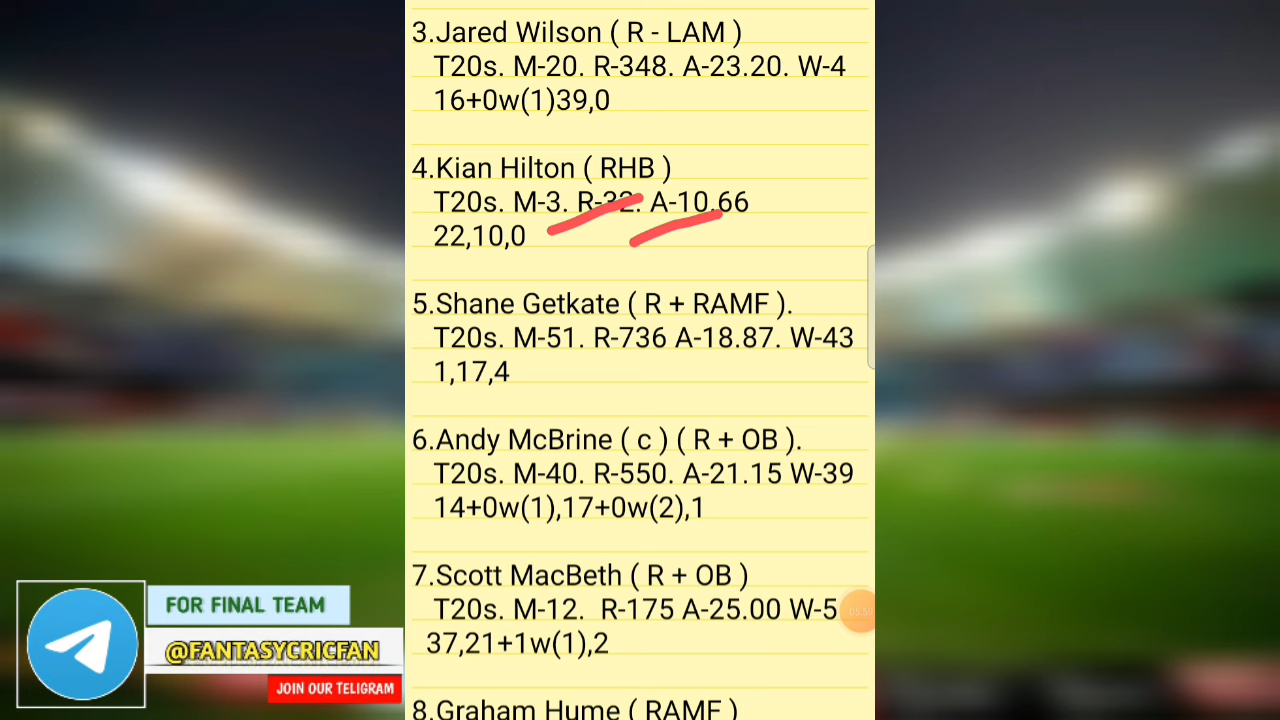 3.Jared Wilson ( R - LAM )
T20s. M-20. R-348. A-23.20. W-4
16+0w(1)39,0
4.Kian Hilton ( RHB )
T20s. M-3. R-32. A-10.66
22,10,0
5.Shane Getkate ( R + RAMF ).
T20s. M-51. R-736 A-18.87. W-43
1,17,4
6.Andy McBrine ( c ) ( R + OB ).
T20s. M-40. R-550. A-21.15 W-39
14+0w(1),17+0w(2),1
7.Scott MacBeth ( R + OB )
T20s. M-12. R-175 A-25.00 W-5
37,21+1w(1),2
8.Graham Hume ( RAMF )
FOR FINAL TEAM
@FANTASYCRICFAN
JOIN OUR TELIGRAM